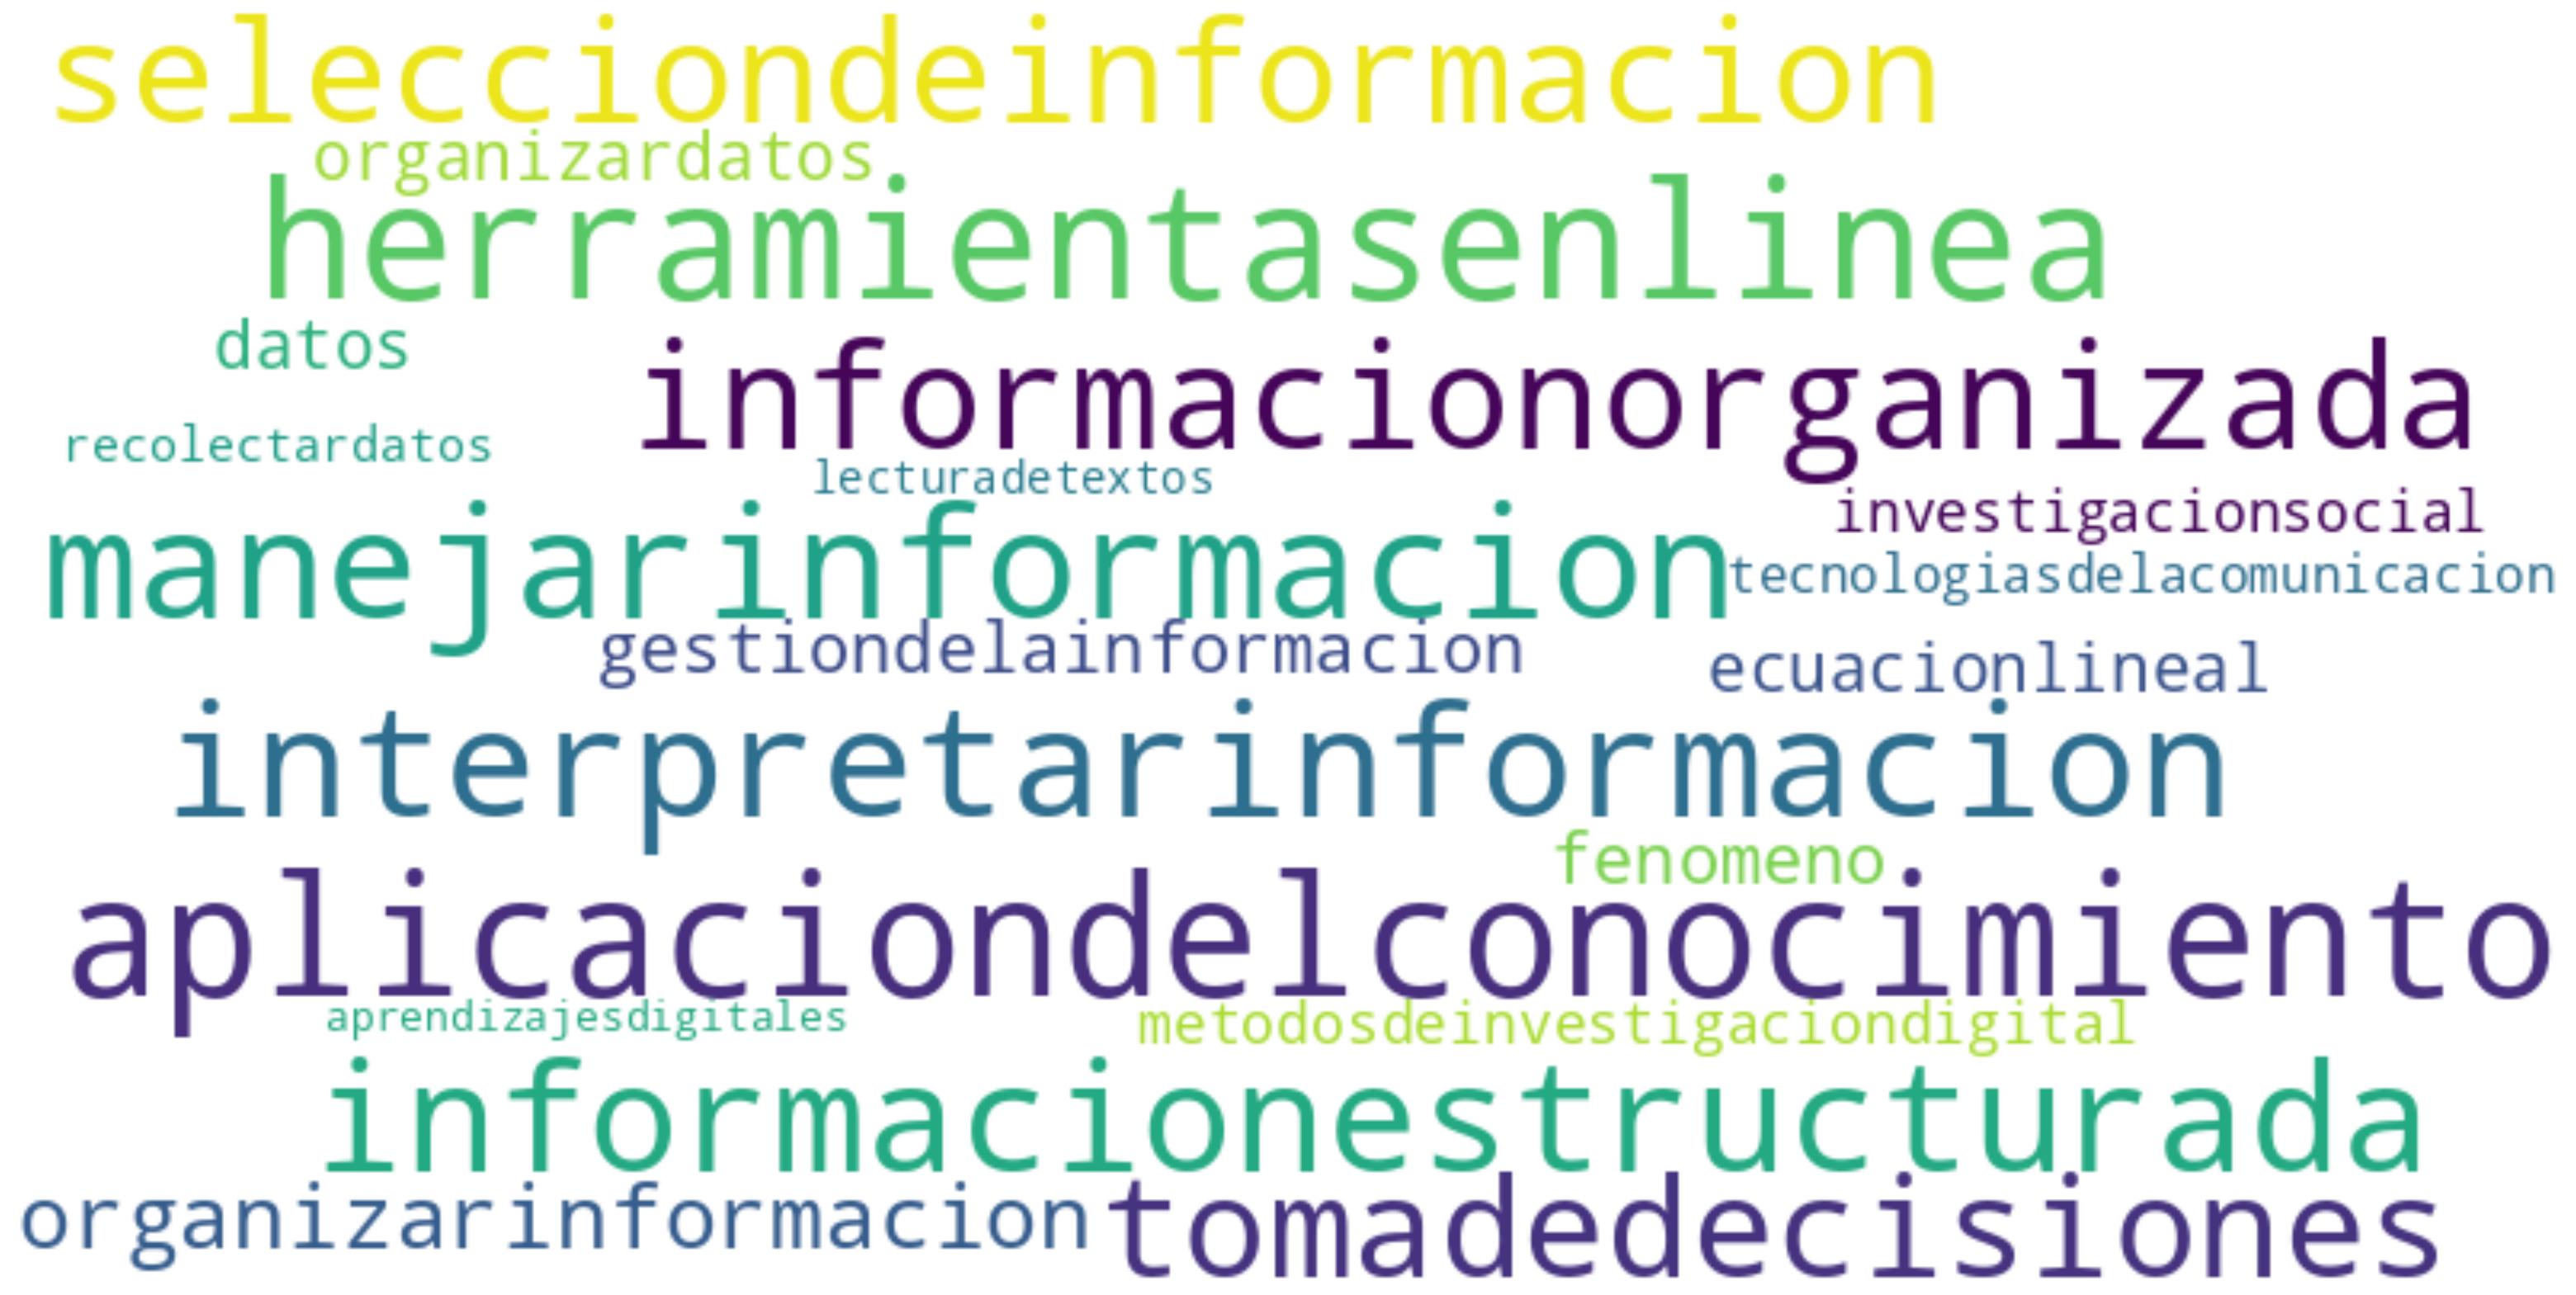 selecciondeinformacion
organizardatos
herramientasenlinea
datos
informacionorganizada
recolectardatos
lecturadetextos
investigacionsocial
manejarinformacion
tecnologiasdelacomunicacion
gestiondelainformacion
ecuacionlineal
interpretarinformacion
fenomeno
aplicaciondelconocimiento
aprendizajesdigitales
metodosdeinvestigaciondigital
informacionestructurada
organizarinformacion
tomadedecisiones